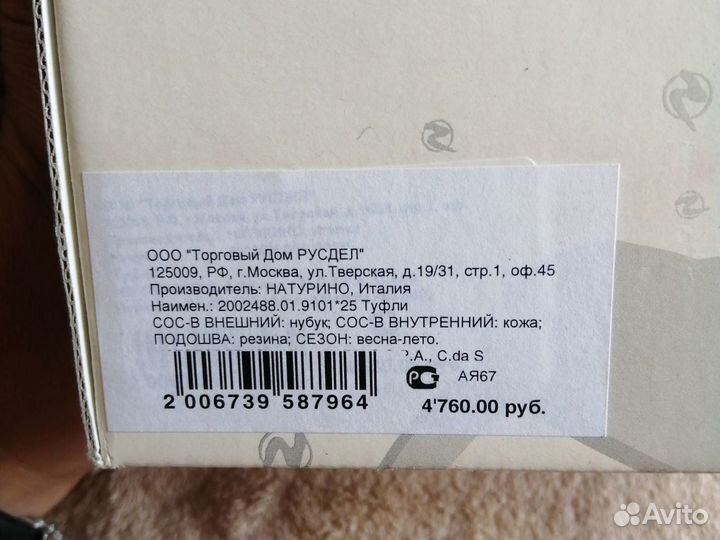 ООО "Торговый Дом РУСДЕЛ"
125009, РФ, г.Москва, ул.Тверская, д.19/31, стр.1, оф.45
Производитель: НАТУРИНО, Италия
Наимен.: 2002488.01.9101*25 Туфли
СОС-В ВНЕШНИЙ: нубук; СОС-В ВНУТРЕННИЙ: кожа;
ПОДОШВА: резина; СЕЗОН: весна-лето.
P.A., C.da S
РСТ АЯ67
2 006739 587964 4'760.00 руб.
Avito